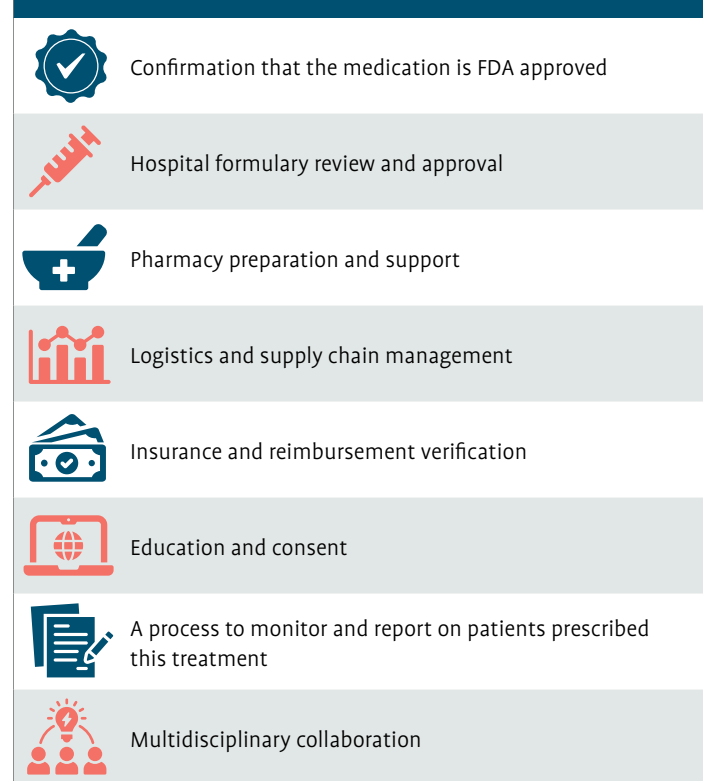 Confirmation that the medication is FDA approved
Hospital formulary review and approval
Pharmacy preparation and support
Logistics and supply chain management
Insurance and reimbursement verification
Education and consent
A process to monitor and report on patients prescribed
this treatment
Multidisciplinary collaboration